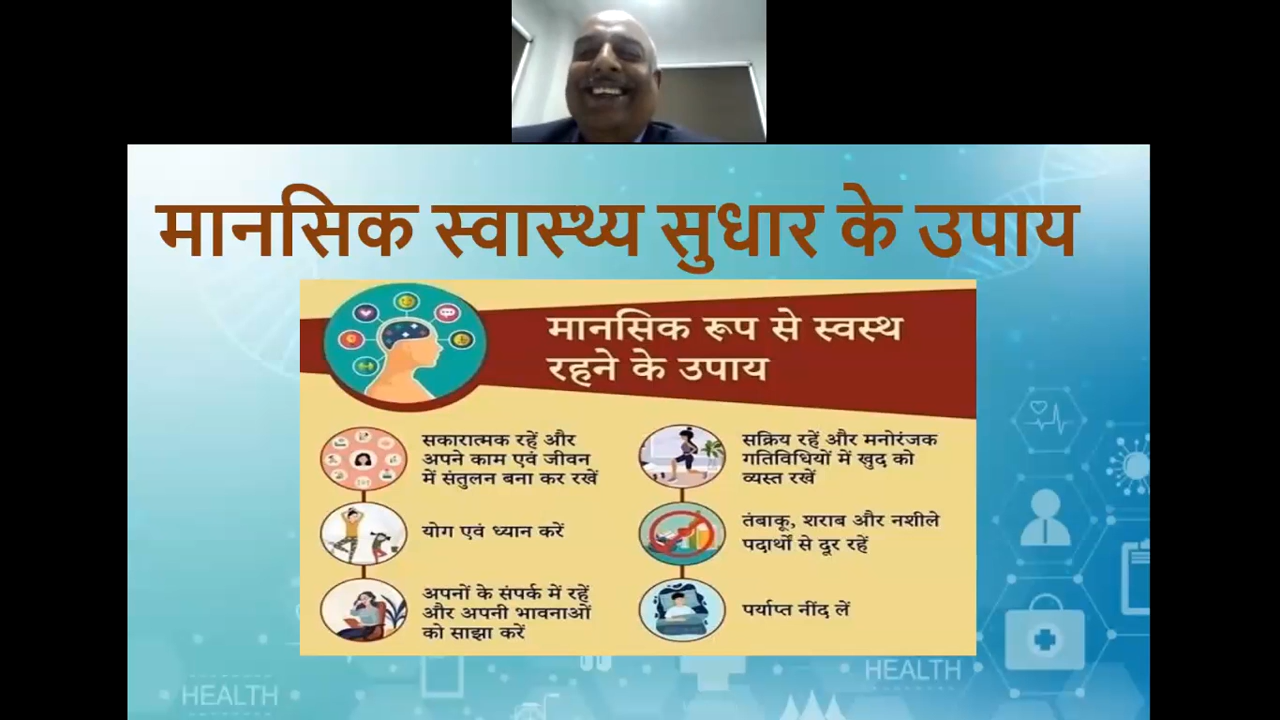 मानसिक स्वास्थ्य सुधार के उपाय
मानसिक रूप से स्वस्थ
रहने के उपाय
सकारात्मक रहें और
अपने काम एवं जीवन
में संतुलन बना कर रखें
योग एवं ध्यान करें
अपनों के संपर्क में रहें
और अपनी भावनाओं
को साझा करें
सक्रिय रहें और मनोरंजक
गतिविधियों में खुद को
व्यस्त रखें
तंबाकू, शराब और नशीले
पदार्थों से दूर रहें
पर्याप्त नींद लें
HEALTH
HEALTH